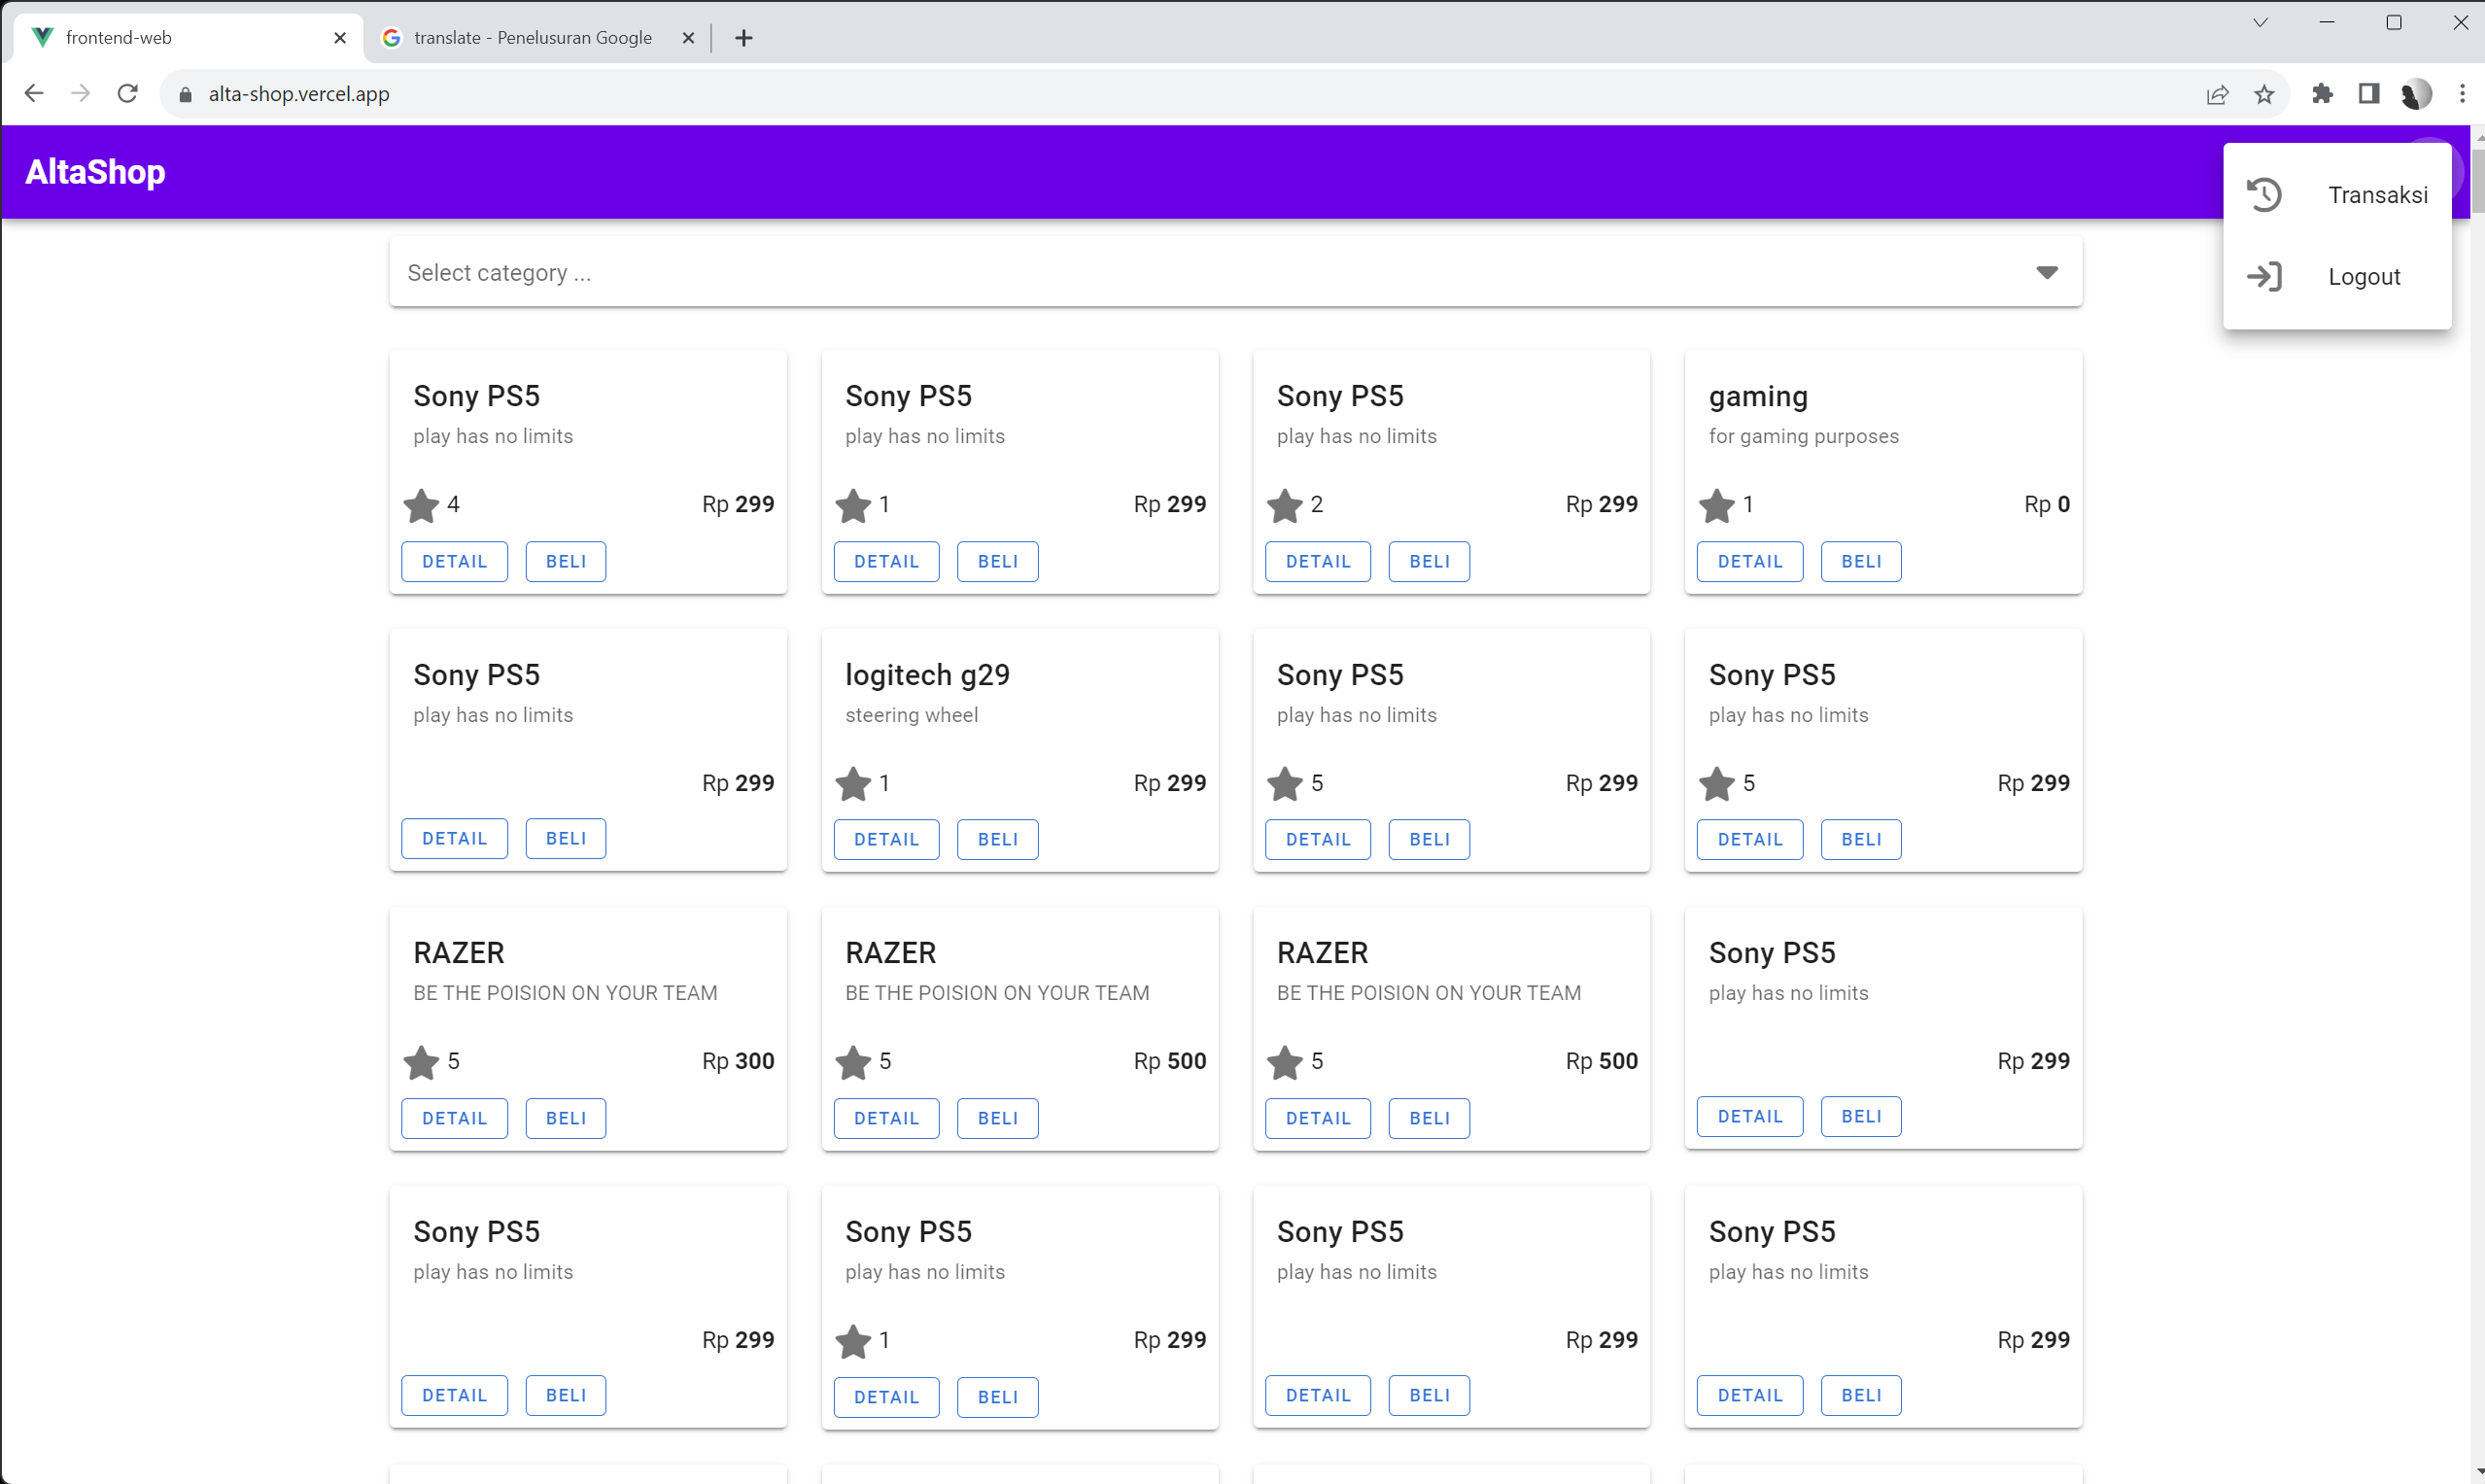 frontend-web
translate - Penelusuran Google
alta-shop.vercel.app
AltaShop
Transaksi
Logout
Select category ...
Sony PS5
play has no limits
4 Rp 299
DETAIL BELI
Sony PS5
play has no limits
1 Rp 299
DETAIL BELI
Sony PS5
play has no limits
2 Rp 299
DETAIL BELI
gaming
for gaming purposes
1 Rp 0
DETAIL BELI
Sony PS5
play has no limits
Rp 299
DETAIL BELI
logitech g29
steering wheel
1 Rp 299
DETAIL BELI
Sony PS5
play has no limits
5 Rp 299
DETAIL BELI
Sony PS5
play has no limits
5 Rp 299
DETAIL BELI
RAZER
BE THE POISION ON YOUR TEAM
5 Rp 300
DETAIL BELI
RAZER
BE THE POISION ON YOUR TEAM
5 Rp 500
DETAIL BELI
RAZER
BE THE POISION ON YOUR TEAM
5 Rp 500
DETAIL BELI
Sony PS5
play has no limits
Rp 299
DETAIL BELI
Sony PS5
play has no limits
Rp 299
DETAIL BELI
Sony PS5
play has no limits
1 Rp 299
DETAIL BELI
Sony PS5
play has no limits
Rp 299
DETAIL BELI
Sony PS5
play has no limits
Rp 299
DETAIL BELI